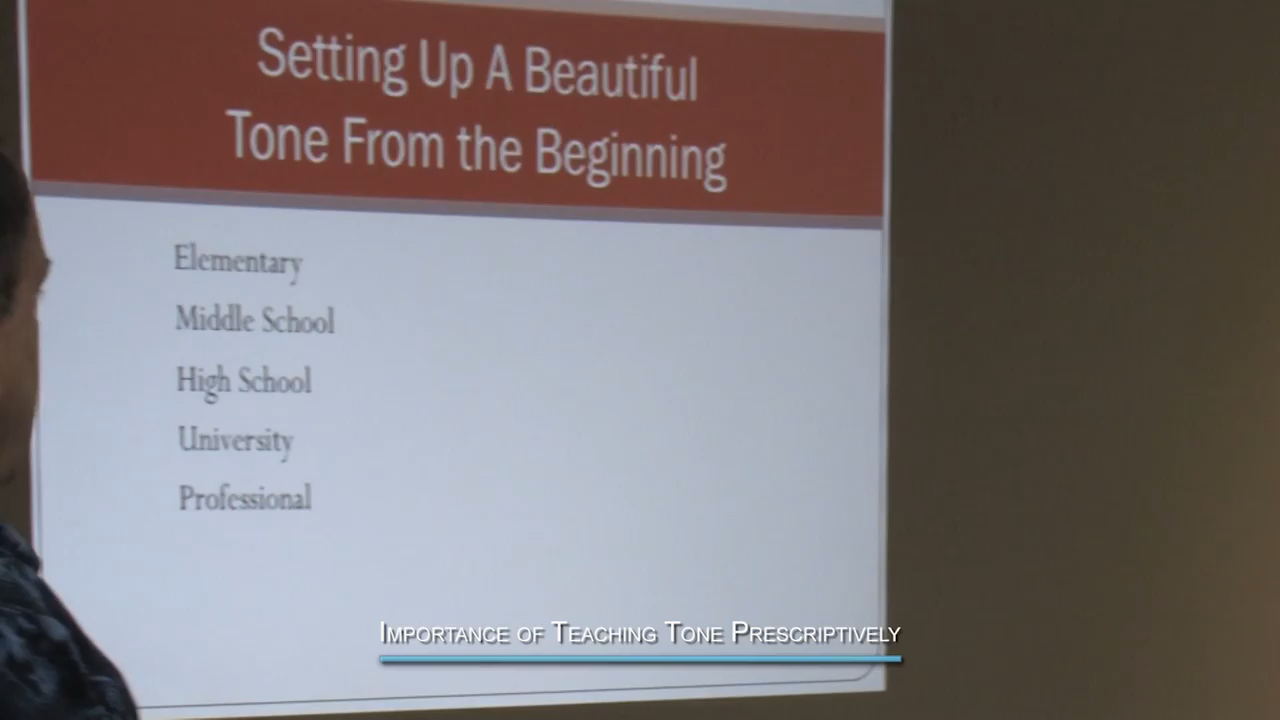 Setting Up A Beautiful
Tone From the Beginning
Elementary
Middle School
High School
University
Professional
Importance of Teaching Tone Prescriptively